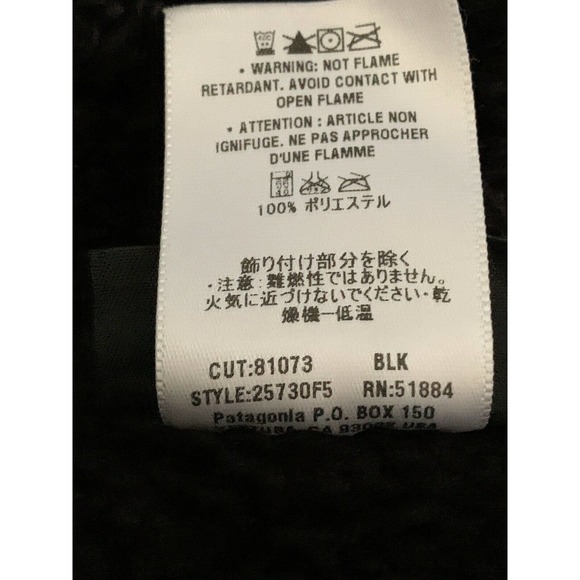 • WARNING: NOT FLAME
RETARDANT. AVOID CONTACT WITH
OPEN FLAME
• ATTENTION : ARTICLE NON
IGNIFUGE. NE PAS APPROCHER
D'UNE FLAMME
100% ポリエステル
飾り付け部分を除く
・注意:難燃性ではありません。
火気に近づけないでください・乾
燥機ー低温
CUT:81073 BLK
STYLE:25730F5 RN:51884
Patagonia P.O. BOX 150
CA USA